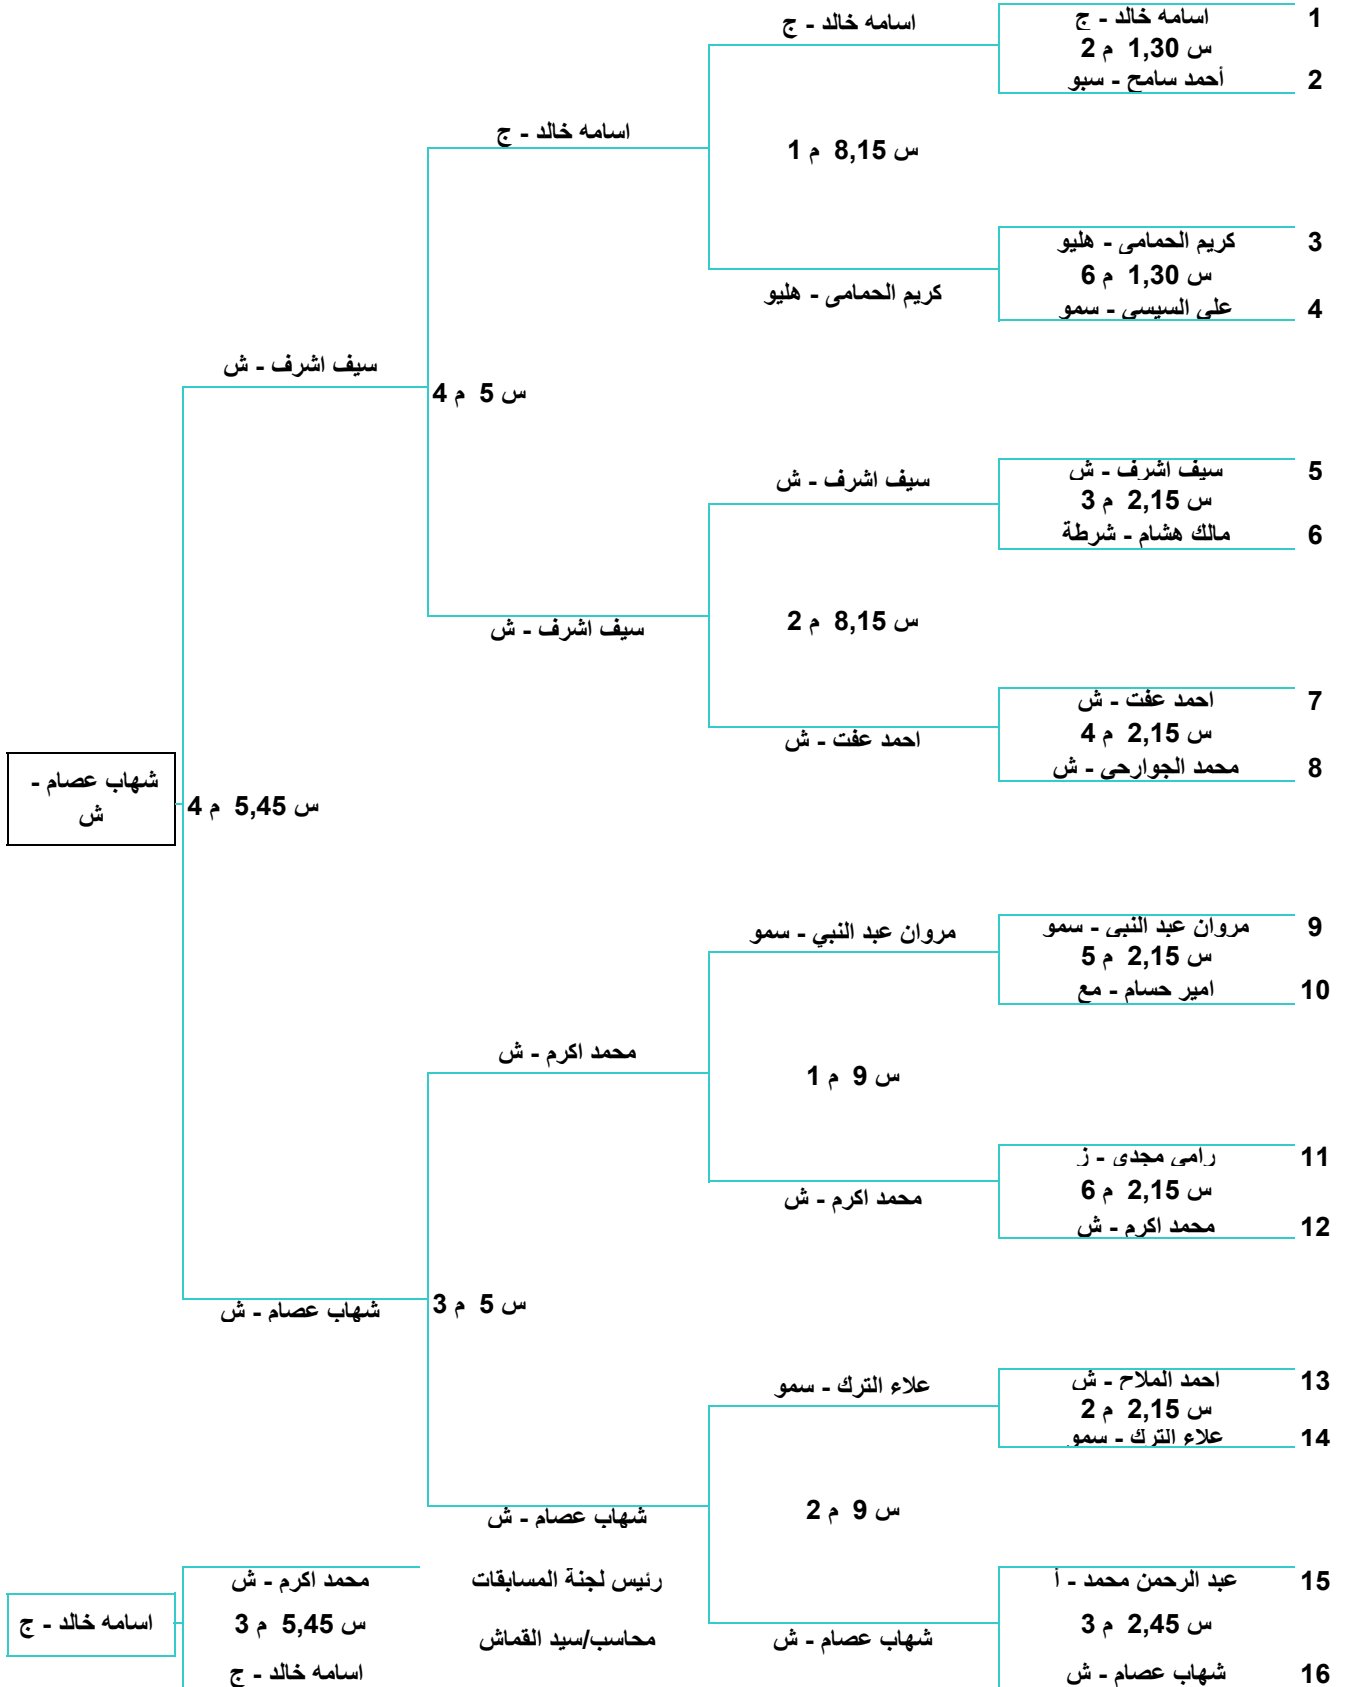 اسامه خالد - ج
1
اسامه خالد - ج
س 1,30 م 2
أحمد سامح - سبو
2
اسامه خالد - ج
س 8,15 م 1
كريم الحمامى - هليو
3
س 1,30 م 6
كريم الحمامى - هليو
على السيسى - سمو
4
سيف اشرف - ش
س 5 م 4
سيف اشرف - ش
5
سيف اشرف - ش
س 2,15 م 3
مالك هشام - شرطة
6
سيف اشرف - ش
س 8,15 م 2
احمد عفت - ش
7
س 2,15 م 4
احمد عفت - ش
محمد الجوارحى - ش
8
شهاب عصام -
ش
س 5,45 م 4
مروان عبد النبى - سمو
9
مروان عبد النبي - سمو
س 2,15 م 5
امير حسام - مع
10
محمد اكرم - ش
س 9 م 1
رامى مجدى - ز
11
س 2,15 م 6
محمد اكرم - ش
محمد اكرم - ش
12
شهاب عصام - ش
س 5 م 3
احمد الملاح - ش
13
علاء الترك - سمو
س 2,15 م 2
علاء الترك - سمو
14
شهاب عصام - ش
س 9 م 2
عبد الرحمن محمد - أ
15
رئيس لجنة المسابقات
محمد اكرم - ش
س 2,45 م 3
شهاب عصام - ش
محاسب/سيد القماش
س 5,45 م 3
اسامه خالد - ج
شهاب عصام - ش
16
اسامه خالد - ج